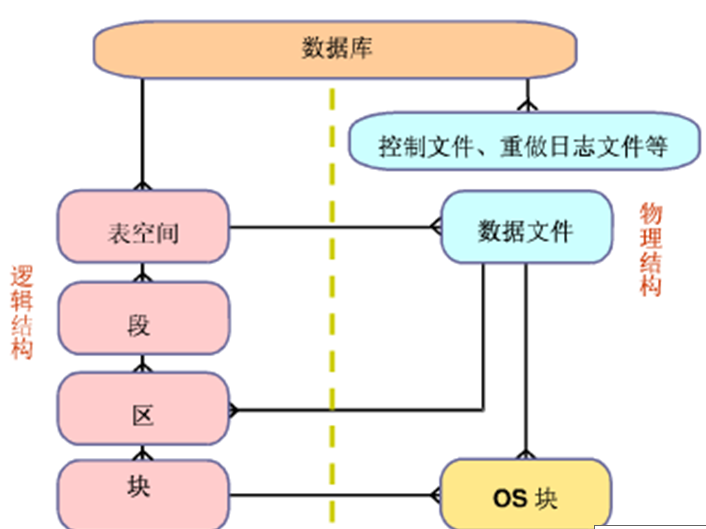 数据库
控制文件、重做日志文件等
表空间
数据文件
物理结构
逻辑结构
段
区
块
OS 块